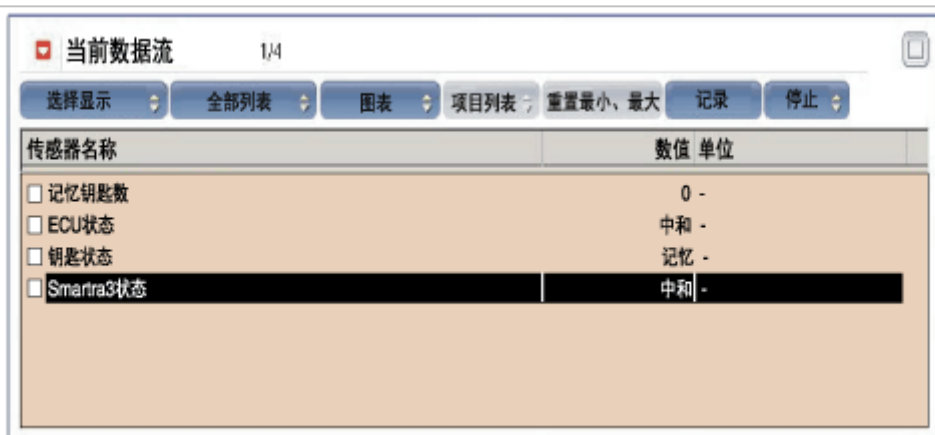 当前数据流 1/4
选择显示 全部列表 图表 项目列表 重置最小、最大 记录 停止
传感器名称 数值 单位
记忆钥匙数 0 -
ECU状态 中和 -
钥匙状态 记忆 -
Smartra3状态 中和 -